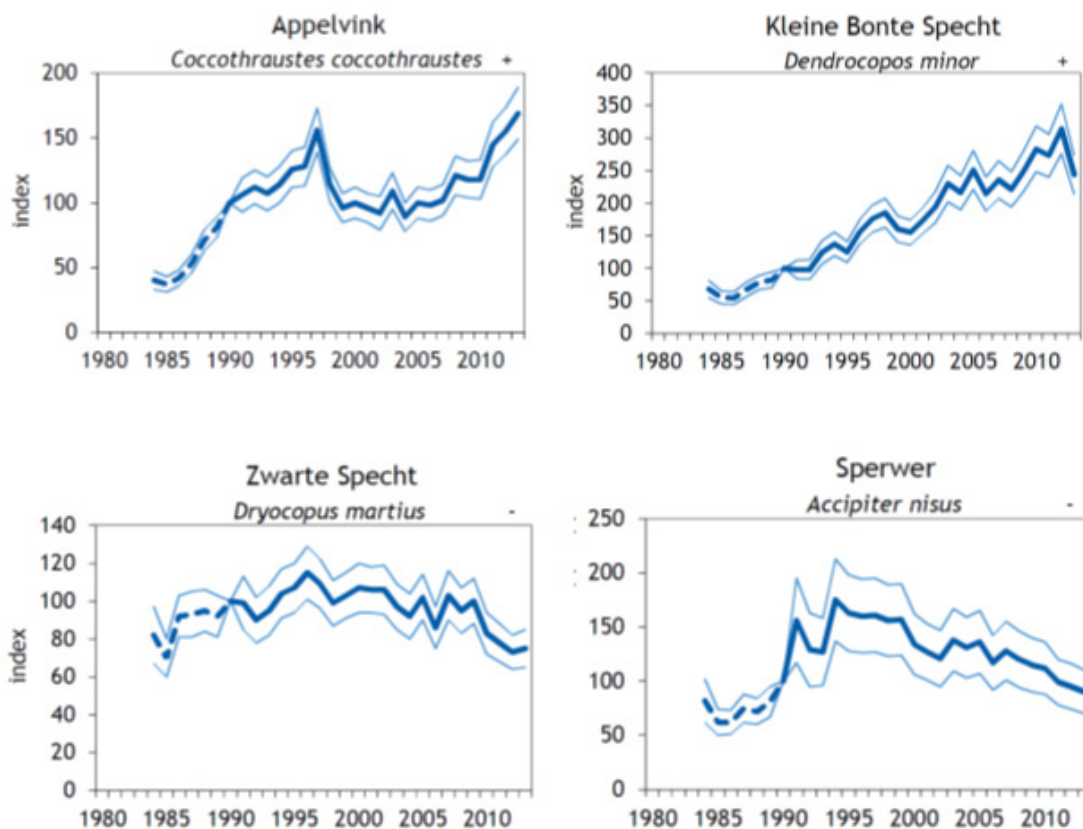 Appelvink
Coccothraustes coccothraustes +
200
150
100
50
0
index
1980 1985 1990 1995 2000 2005 2010
Kleine Bonte Specht
Dendrocopos minor +
400
350
300
250
200
150
100
50
0
index
1980 1985 1990 1995 2000 2005 2010
Zwarte Specht
Dryocopus martius -
140
120
100
80
60
40
20
0
index
1980 1985 1990 1995 2000 2005 2010
Sperwer
Accipiter nisus -
250
200
150
100
50
0
1980 1985 1990 1995 2000 2005 2010